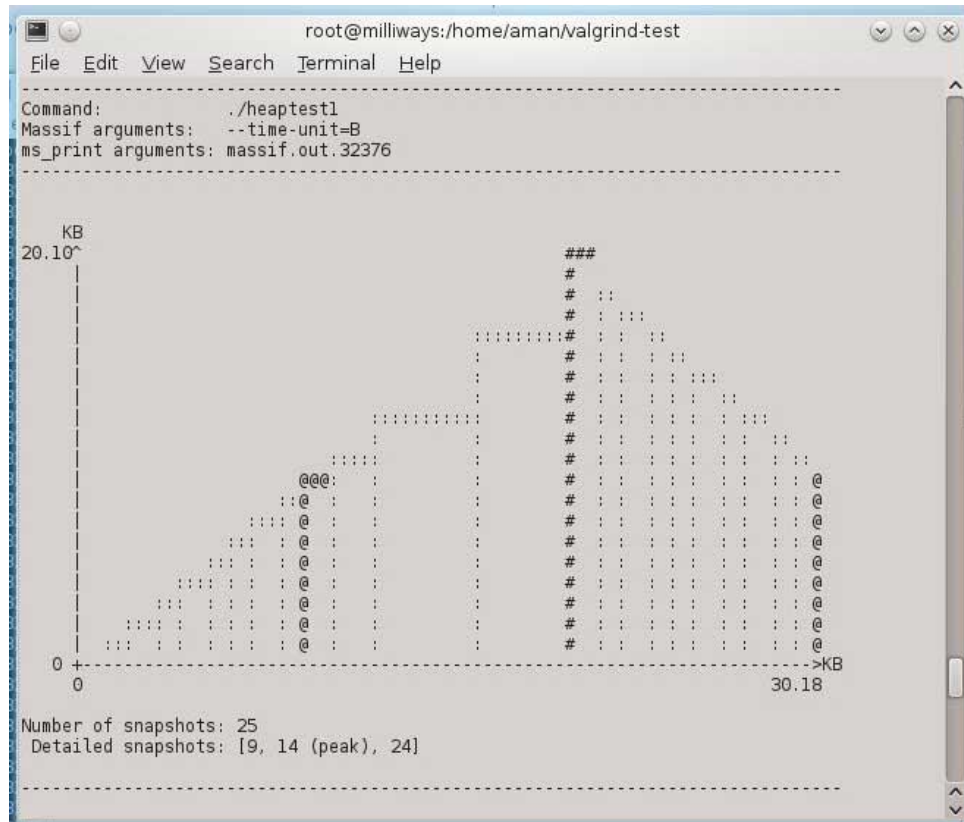 root@milliways:/home/aman/valgrind-test
File Edit View Search Terminal Help
--------------------------------------------------------------------------------
Command:            ./heaptest1
Massif arguments:   --time-unit=B
ms_print arguments: massif.out.32376
--------------------------------------------------------------------------------
KB
20.10^                                               ###
|                                               #
|                                               #  ::
|                                               #  : :::
|                                      :::::::::#  : :  ::
|                                      :        #  : :  : ::
|                                      :        #  : :  : : :::
|                                      :        #  : :  : : :  ::
|                            :::::::::::        #  : :  : : :  : :::
|                            :         :        #  : :  : : :  : :  ::
|                        :::::         :        #  : :  : : :  : :  : ::
|                     @@@:   :         :        #  : :  : : :  : :  : : @
|                   ::@  :   :         :        #  : :  : : :  : :  : : @
|                :::: @  :   :         :        #  : :  : : :  : :  : : @
|              :::  : @  :   :         :        #  : :  : : :  : :  : : @
|            ::: :  : @  :   :         :        #  : :  : : :  : :  : : @
|         :::: : :  : @  :   :         :        #  : :  : : :  : :  : : @
|       :::  : : :  : @  :   :         :        #  : :  : : :  : :  : : @
|    :::: :  : : :  : @  :   :         :        #  : :  : : :  : :  : : @
|  :::  : :  : : :  : @  :   :         :        #  : :  : : :  : :  : : @
0 +----------------------------------------------------------------------->KB
0                                                                   30.18
Number of snapshots: 25
Detailed snapshots: [9, 14 (peak), 24]
--------------------------------------------------------------------------------